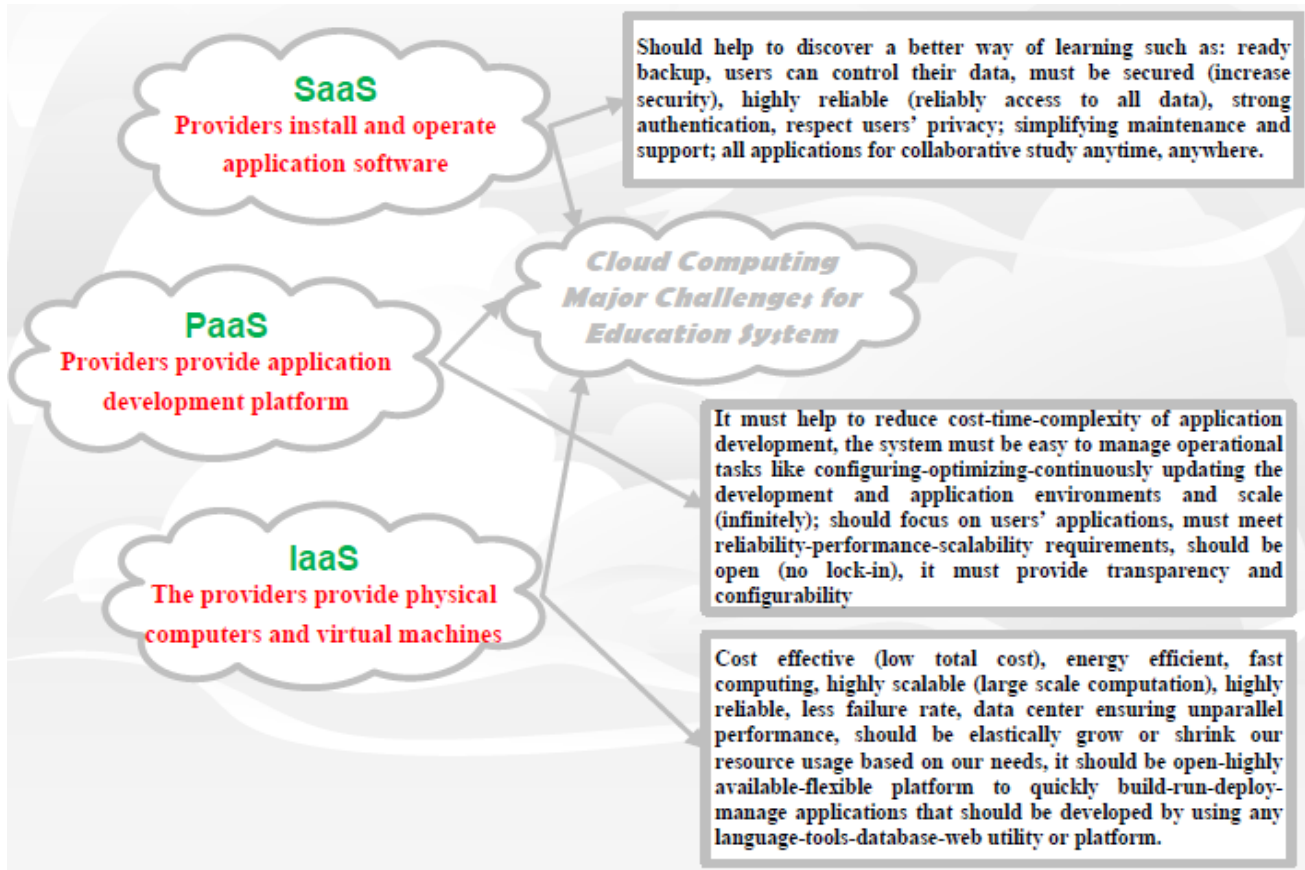 SaaS
Providers install and operate
application software
Should help to discover a better way of learning such as: ready
backup, users can control their data, must be secured (increase
security), highly reliable (reliably access to all data), strong
authentication, respect users' privacy; simplifying maintenance and
support; all applications for collaborative study anytime, anywhere.
Cloud Computing
Major Challenges for
Education System
PaaS
Providers provide application
development platform
It must help to reduce cost-time-complexity of application
development, the system must be easy to manage operational
tasks like configuring-optimizing-continuously updating the
development and application environments and scale
(infinitely); should focus on users' applications, must meet
reliability-performance-scalability requirements, should be
open (no lock-in), it must provide transparency and
configurability
IaaS
The providers provide physical
computers and virtual machines
Cost effective (low total cost), energy efficient, fast
computing, highly scalable (large scale computation), highly
reliable, less failure rate, data center ensuring unparallel
performance, should be elastically grow or shrink our
resource usage based on our needs, it should be open-highly
available-flexible platform to quickly build-run-deploy-
manage applications that should be developed by using any
language-tools-database-web utility or platform.